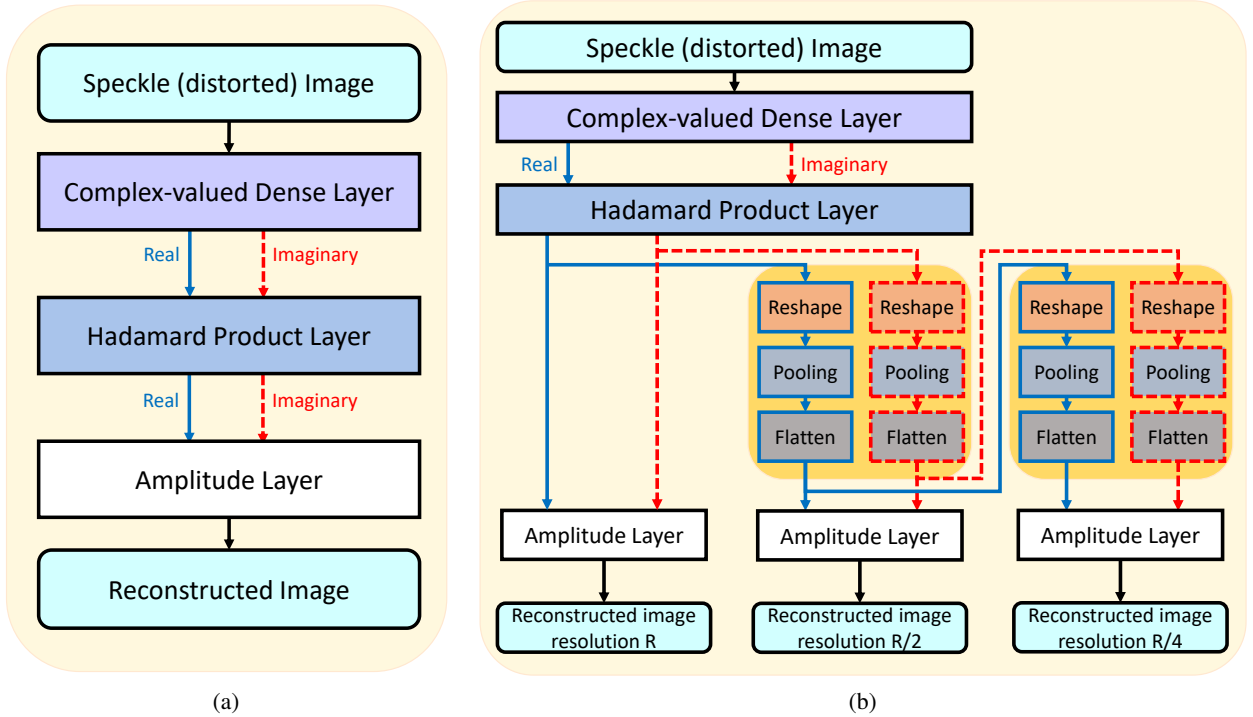 Speckle (distorted) Image
Complex-valued Dense Layer
Real
Imaginary
Hadamard Product Layer
Real
Imaginary
Amplitude Layer
Reconstructed Image
(a)
Speckle (distorted) Image
Complex-valued Dense Layer
Real
Imaginary
Hadamard Product Layer
Reshape
Reshape
Reshape
Reshape
Pooling
Pooling
Pooling
Pooling
Flatten
Flatten
Flatten
Flatten
Amplitude Layer
Amplitude Layer
Amplitude Layer
Reconstructed image
resolution R
Reconstructed image
resolution R/2
Reconstructed image
resolution R/4
(b)